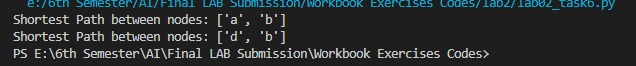 e:/6th Semester/AI/Final LAB Submission/Workbook Exercises Codes/lab2/lab02_task6.py
Shortest Path between nodes: ['a', 'b']
Shortest Path between nodes: ['d', 'b']
PS E:\6th Semester\AI\Final LAB Submission\Workbook Exercises Codes>